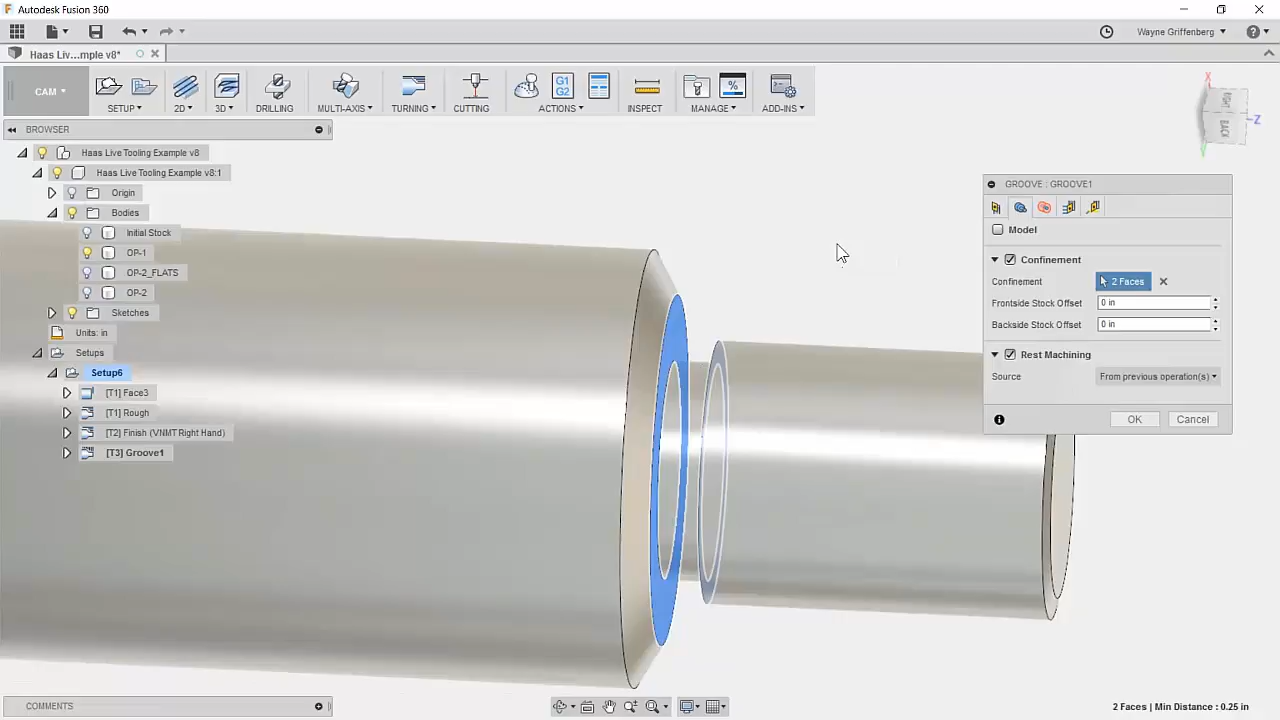 Autodesk Fusion 360
Wayne Griffenberg
Haas Liv...mple v8*
CAM
SETUP
2D
3D
DRILLING
MULTI-AXIS
TURNING
CUTTING
G1
G2
ACTIONS
INSPECT
%
MANAGE
ADD-INS
BROWSER
Haas Live Tooling Example v8
Haas Live Tooling Example v8:1
Origin
Bodies
Initial Stock
OP-1
OP-2_FLATS
OP-2
Sketches
Units: in
Setups
Setup6
[T1] Face3
[T1] Rough
[T2] Finish (VNMT Right Hand)
[T3] Groove1
X
RIGHT
BACK
Z
Y
GROOVE : GROOVE1
Model
Confinement
Confinement 2 Faces
Frontside Stock Offset 0 in
Backside Stock Offset 0 in
Rest Machining
Source From previous operation(s)
OK Cancel
COMMENTS
2 Faces | Min Distance : 0.25 in